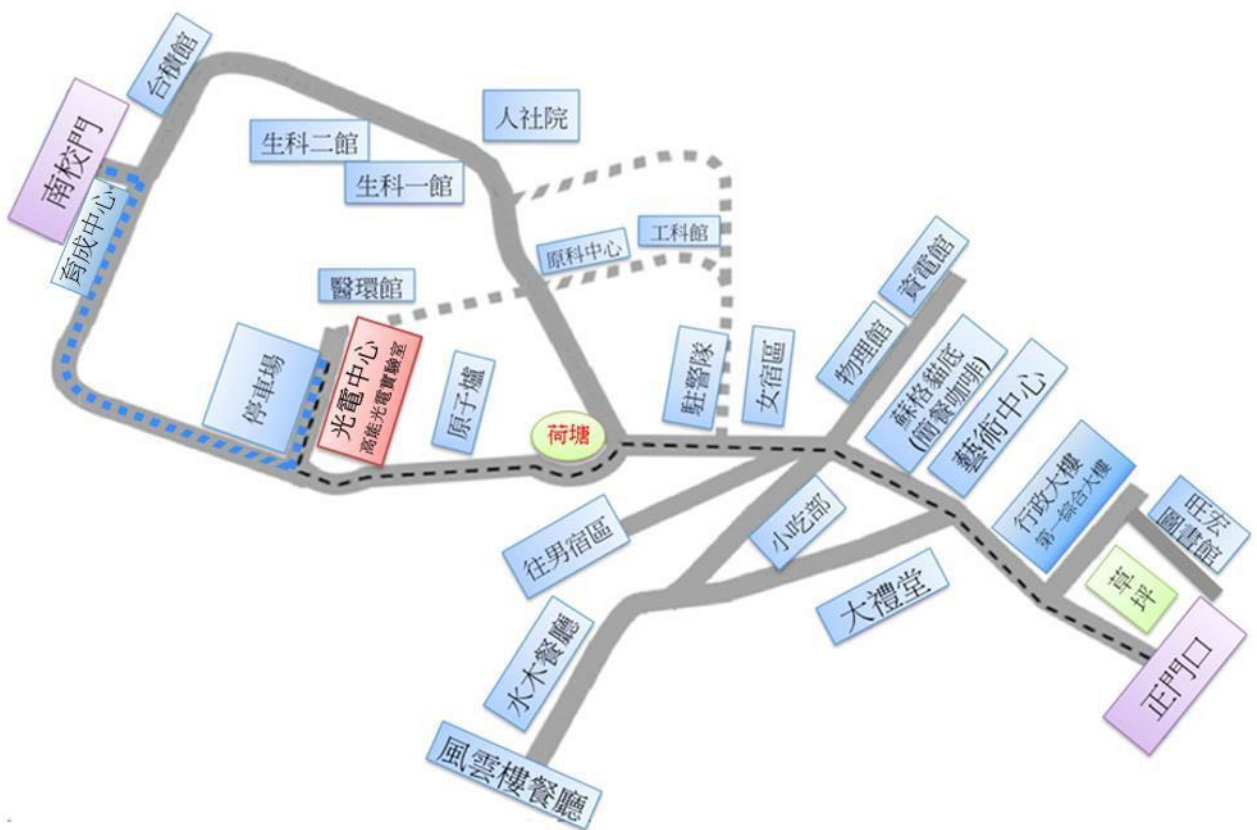 台積館
南校門
育成中心
生科二館
生科一館
人社院
原科中心
工科館
醫環館
停車場
光電中心
高能光電實驗室
原子爐
荷塘
駐警隊
女宿區
物理館
資電館
蘇格貓底
(簡餐咖啡)
藝術中心
行政大樓
第一綜合大樓
旺宏
圖書館
草坪
正門口
往男宿區
小吃部
大禮堂
水木餐廳
風雲樓餐廳